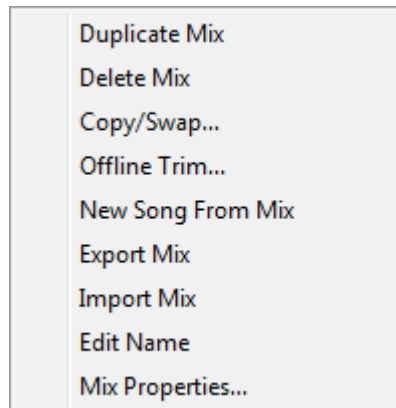 Duplicate Mix
Delete Mix
Copy/Swap...
Offline Trim...
New Song From Mix
Export Mix
Import Mix
Edit Name
Mix Properties...